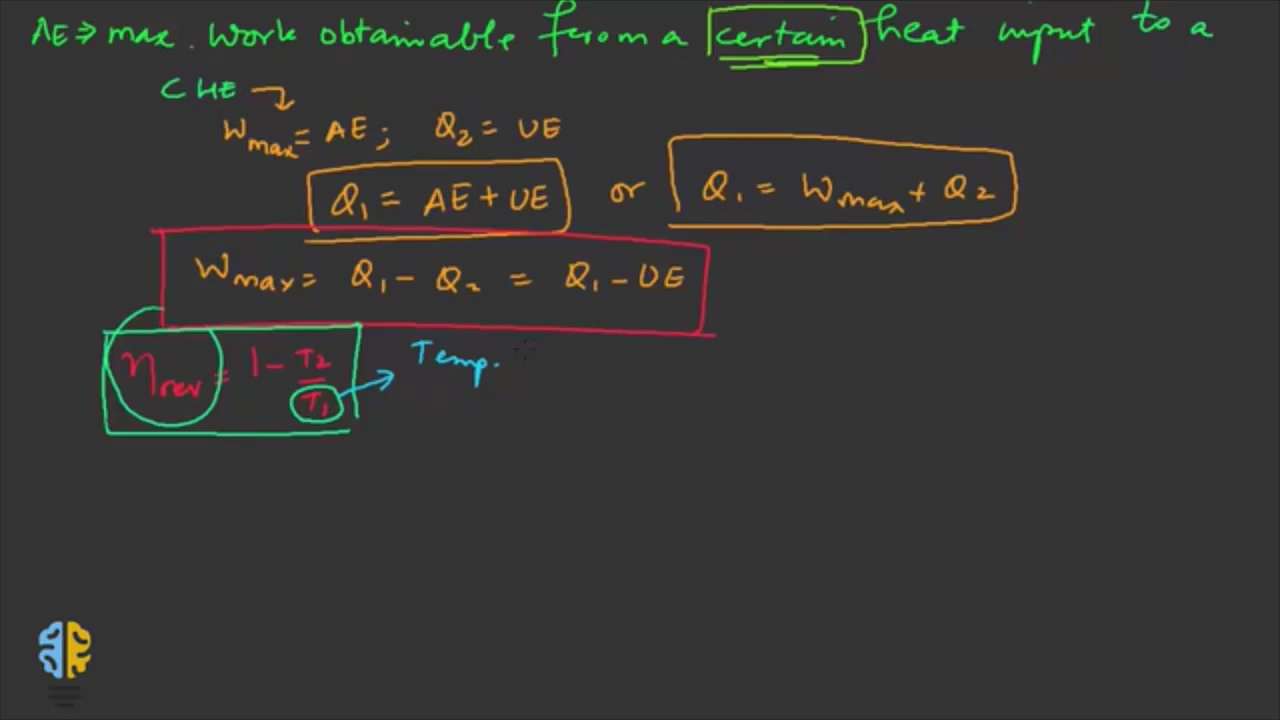 AE ⇒ max. work obtainable from a certain heat input to a
CHE
Wmax = AE; Q₂ = UE
Q₁ = AE + UE or Q₁ = Wmax + Q₂
Wmax = Q₁ - Q₂ = Q₁ - UE
ηrev = 1 - T₂/T₁ → Temp.